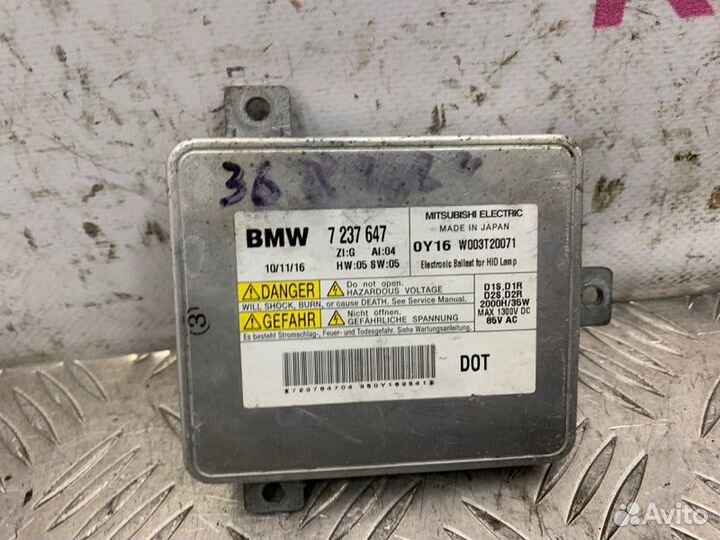 36
BMW 7 237 647
ZI:G AI:04
10/11/16 HW:05 SW:05
MITSUBISHI ELECTRIC
MADE IN JAPAN
0Y16 W003T20071
Electronic Ballast for HID Lamp
DANGER Do not open.
HAZARDOUS VOLTAGE
WILL SHOCK, BURN, or cause DEATH. See Service Manual.
GEFAHR Nicht öffnen.
GEFÄHRLICHE SPANNUNG
Es besteht Stromschlag-, Feuer- und Todesgefahr. Siehe Wartungsanleitung.
D1S,D1R
D2S,D2R
2000H/35W
MAX 1300V DC
85V AC
DOT
(3)
Avito